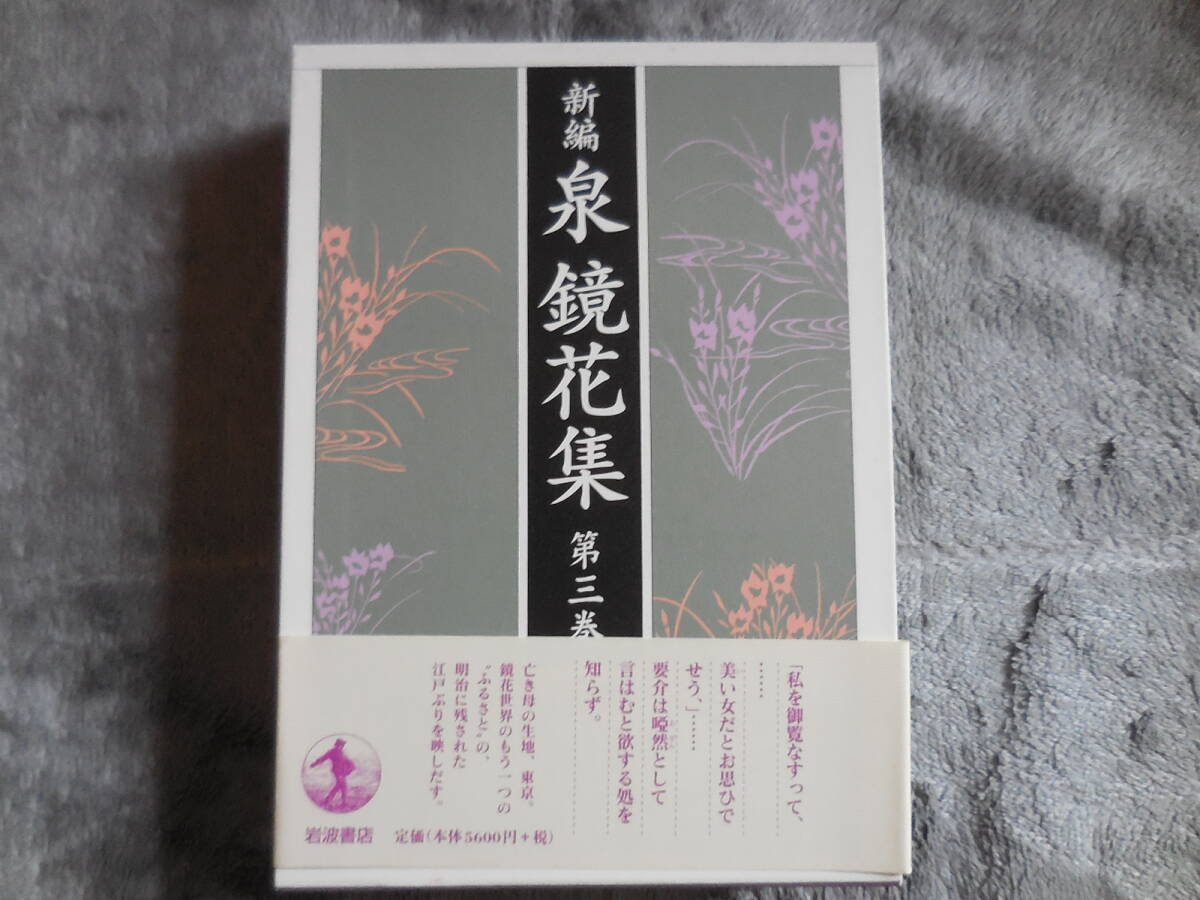 新編
泉 鏡花集
第三巻
「私を御覧なすって、
……
美い女だとお思ひで
せう、」……
要介は啞然として
言はむと欲する処を
知らず。
亡き母の生地、東京。
鏡花世界のもう一つの
“ふるさと”の、
明治に残された
江戸ぶりを映しだす。
岩波書店
定価(本体5600円+税)